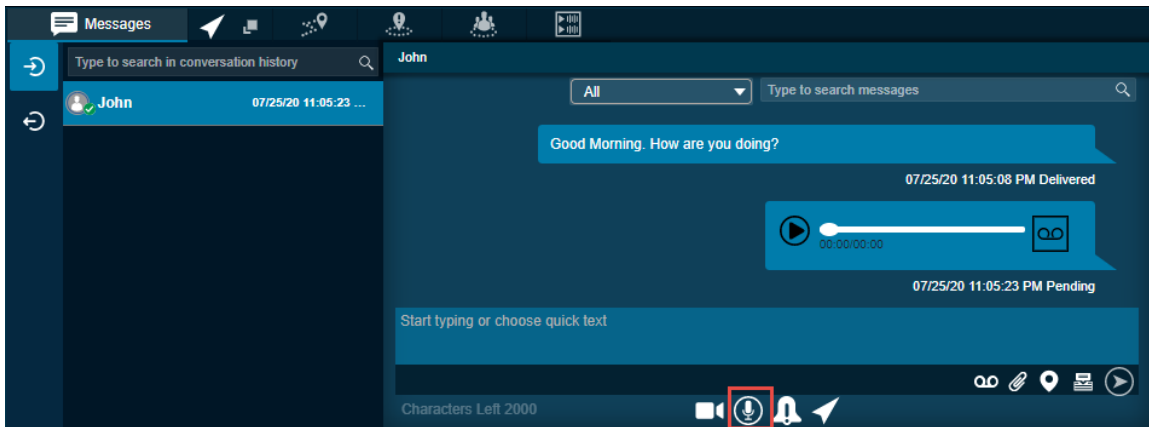 Messages
Type to search in conversation history
John
07/25/20 11:05:23 ...
John
All
Type to search messages
Good Morning. How are you doing?
07/25/20 11:05:08 PM Delivered
00:00/00:00
07/25/20 11:05:23 PM Pending
Start typing or choose quick text
Characters Left 2000